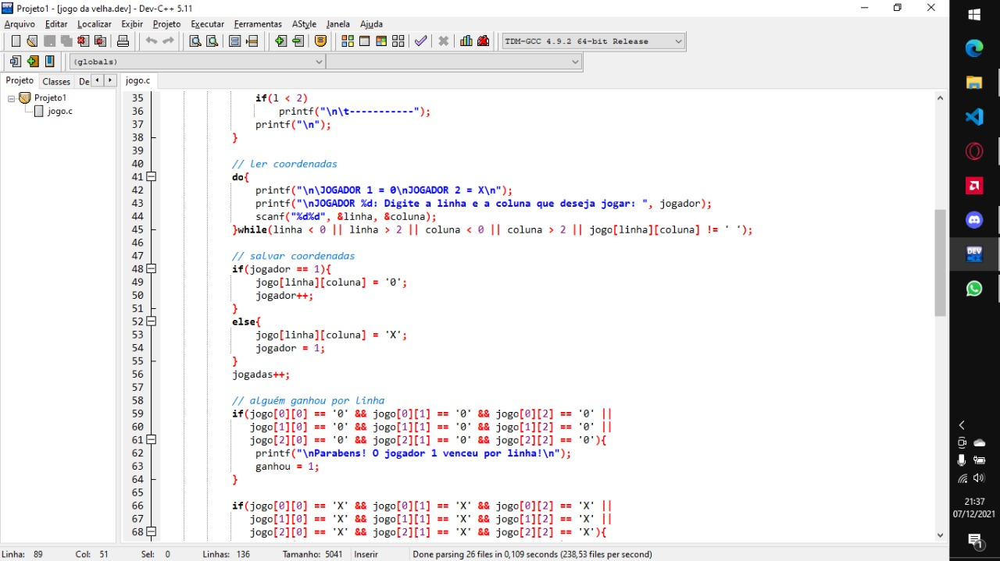 Projeto1 - [jogo da velha.dev] - Dev-C++ 5.11
Arquivo Editar Localizar Exibir Projeto Executar Ferramentas AStyle Janela Ajuda
TDM-GCC 4.9.2 64-bit Release
(globals)
Projeto Classes De
jogo.c
Projeto1
jogo.c
35 if(l < 2)
36 printf("\n\t-----------");
37 printf("\n");
38 }
39
40 // ler coordenadas
41 do{
42 printf("\n\JOGADOR 1 = 0\nJOGADOR 2 = X\n");
43 printf("\nJOGADOR %d: Digite a linha e a coluna que deseja jogar: ", jogador);
44 scanf("%d%d", &linha, &coluna);
45 }while(linha < 0 || linha > 2 || coluna < 0 || coluna > 2 || jogo[linha][coluna] != ' ');
46
47 // salvar coordenadas
48 if(jogador == 1){
49 jogo[linha][coluna] = '0';
50 jogador++;
51 }
52 else{
53 jogo[linha][coluna] = 'X';
54 jogador = 1;
55 }
56 jogadas++;
57
58 // alguém ganhou por linha
59 if(jogo[0][0] == '0' && jogo[0][1] == '0' && jogo[0][2] == '0' ||
60 jogo[1][0] == '0' && jogo[1][1] == '0' && jogo[1][2] == '0' ||
61 jogo[2][0] == '0' && jogo[2][1] == '0' && jogo[2][2] == '0'){
62 printf("\nParabens! O jogador 1 venceu por linha!\n");
63 ganhou = 1;
64 }
65
66 if(jogo[0][0] == 'X' && jogo[0][1] == 'X' && jogo[0][2] == 'X' ||
67 jogo[1][0] == 'X' && jogo[1][1] == 'X' && jogo[1][2] == 'X' ||
68 jogo[2][0] == 'X' && jogo[2][1] == 'X' && jogo[2][2] == 'X'){
Linha: 89 Col: 51 Sel: 0 Linhas: 136 Tamanho: 5041 Inserir Done parsing 26 files in 0,109 seconds (238,53 files per second)
DEV
21:37
07/12/2021
1